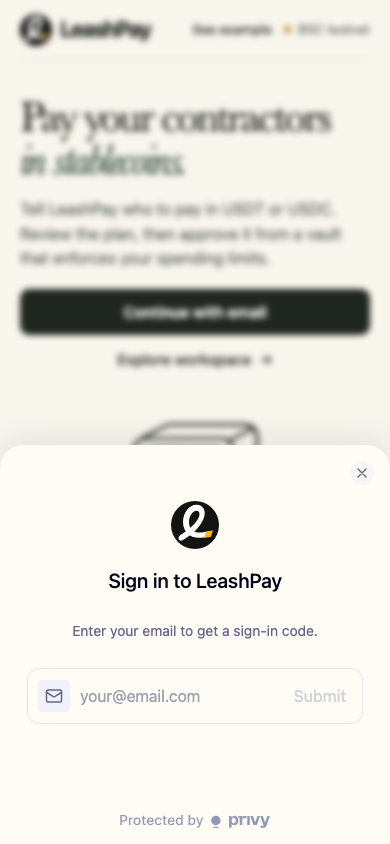 LeashPay
See example
BSC testnet
Pay your contractors
in stablecoins.
Tell LeashPay who to pay in USDT or USDC.
Review the plan, then approve it from a vault
that enforces your spending limits.
Continue with email
Explore workspace →
Sign in to LeashPay
Enter your email to get a sign-in code.
your@email.com
Submit
Protected by privy